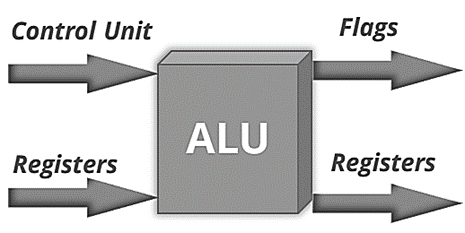 Control Unit
Flags
ALU
Registers
Registers